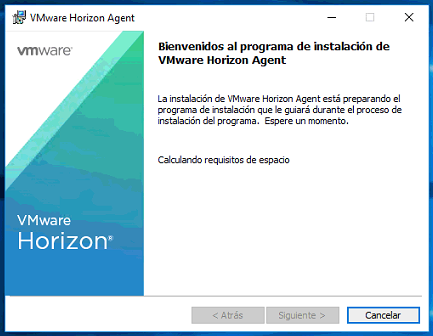 VMware Horizon Agent
vmware®
Bienvenidos al programa de instalación de
VMware Horizon Agent
La instalación de VMware Horizon Agent está preparando el
programa de instalación que le guiará durante el proceso de
instalación del programa. Espere un momento.
Calculando requisitos de espacio
VMware
Horizon®
< Atrás
Siguiente >
Cancelar